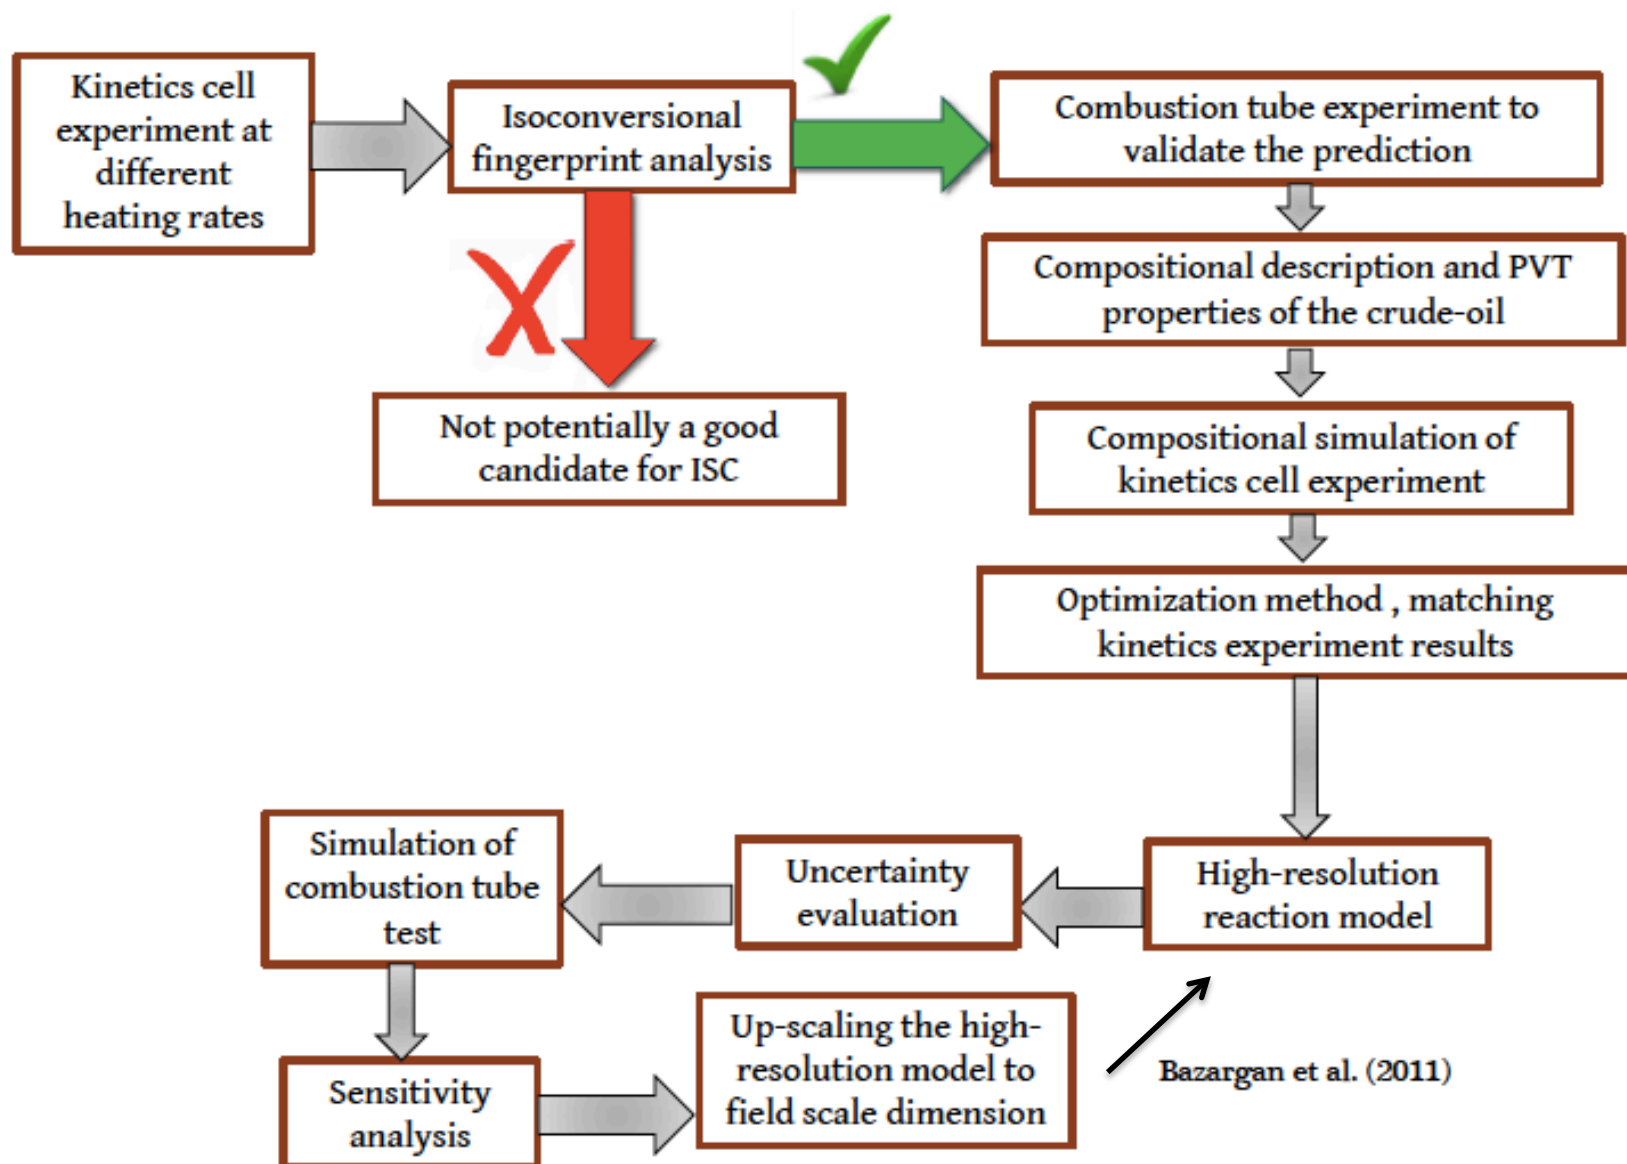 Kinetics cell
experiment at
different
heating rates
Isoconversional
fingerprint analysis
Combustion tube experiment to
validate the prediction
Compositional description and PVT
properties of the crude-oil
Not potentially a good
candidate for ISC
Compositional simulation of
kinetics cell experiment
Optimization method , matching
kinetics experiment results
High-resolution
reaction model
Uncertainty
evaluation
Simulation of
combustion tube
test
Sensitivity
analysis
Up-scaling the high-
resolution model to
field scale dimension
Bazargan et al. (2011)